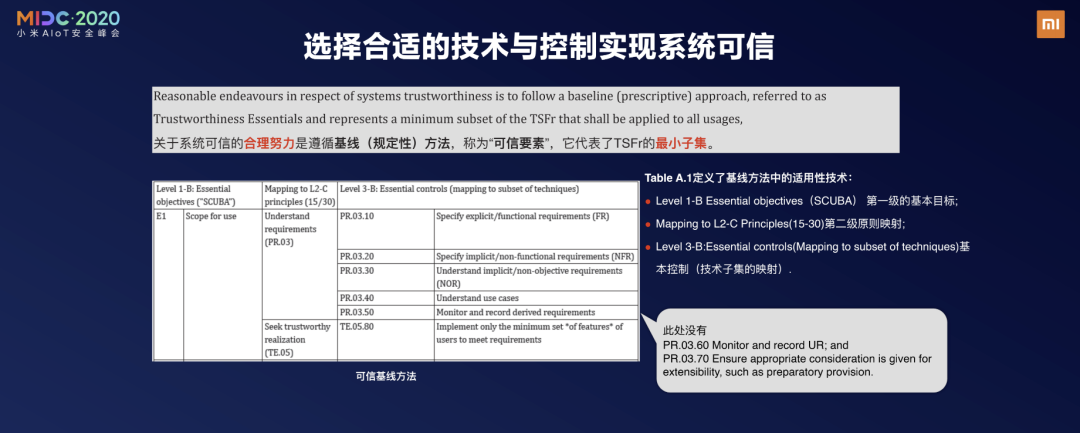 MIDC·2020
小米AIoT安全峰会
选择合适的技术与控制实现系统可信
Reasonable endeavours in respect of systems trustworthiness is to follow a baseline (prescriptive) approach, referred to as
Trustworthiness Essentials and represents a minimum subset of the TSFr that shall be applied to all usages,
关于系统可信的合理努力是遵循基线（规定性）方法，称为“可信要素”，它代表了TSFr的最小子集。
Level 1-B: Essential objectives ("SCUBA") Mapping to L2-C principles (15/30) Level 3-B: Essential controls (mapping to subset of techniques)
E1 Scope for use Understand requirements (PR.03) PR.03.10 Specify explicit/functional requirements (FR)
PR.03.20 Specify implicit/non-functional requirements (NFR)
PR.03.30 Understand implicit/non-objective requirements (NOR)
PR.03.40 Understand use cases
PR.03.50 Monitor and record derived requirements
Seek trustworthy realization (TE.05) TE.05.80 Implement only the minimum set *of features* of users to meet requirements
可信基线方法
Table A.1定义了基线方法中的适用性技术：
Level 1-B Essential objectives（SCUBA） 第一级的基本目标;
Mapping to L2-C Principles(15-30)第二级原则映射;
Level 3-B:Essential controls(Mapping to subset of techniques)基
本控制（技术子集的映射）.
此处没有
PR.03.60 Monitor and record UR; and
PR.03.70 Ensure appropriate consideration is given for
extensibility, such as preparatory provision.